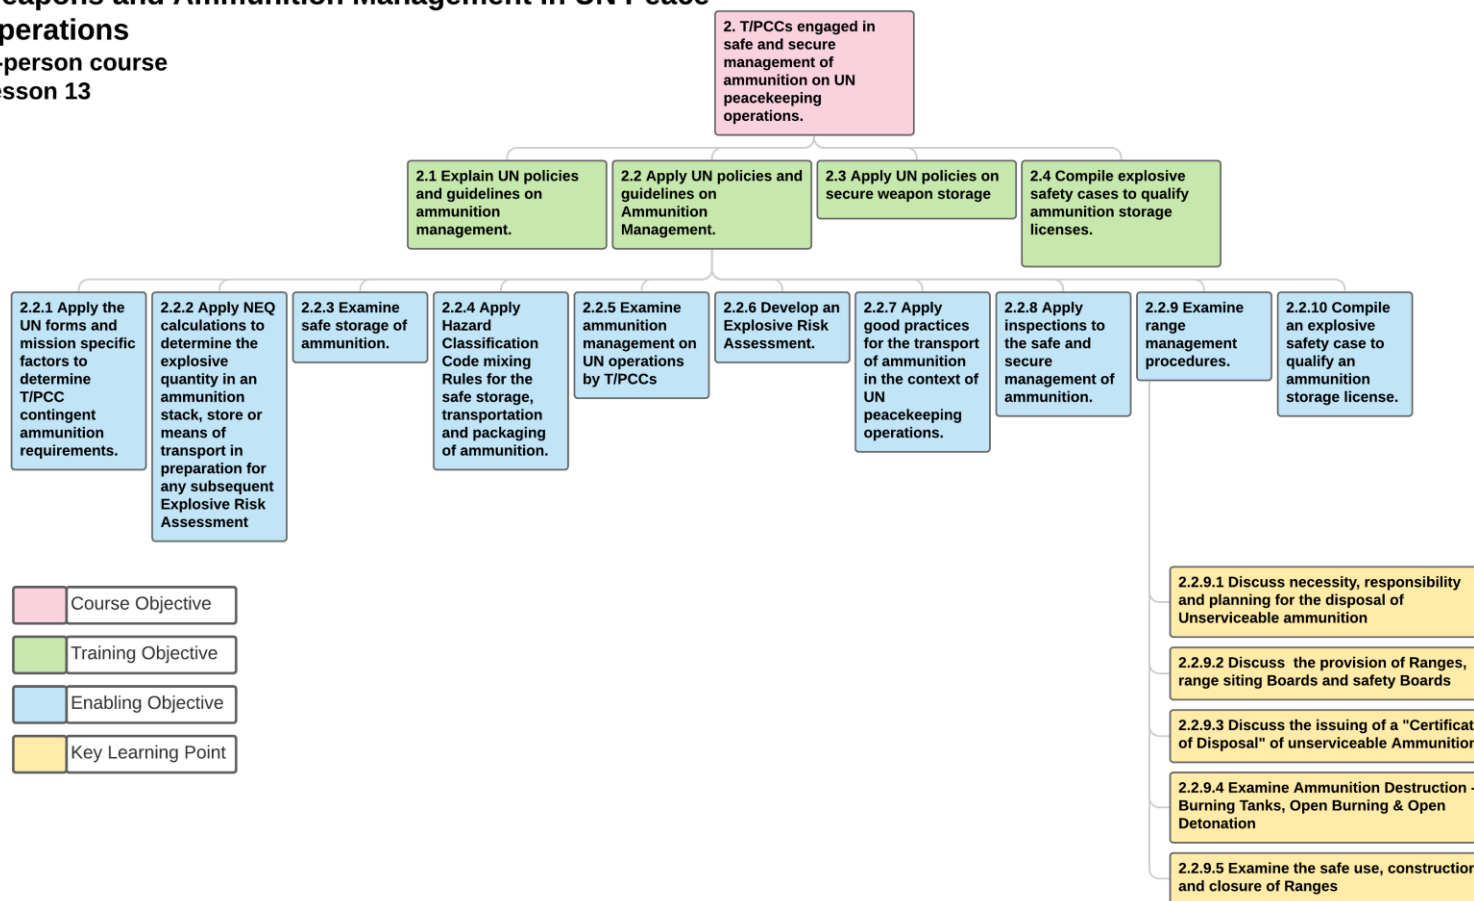 eapons and Ammunition Management in UN Peace
perations
-person course
esson 13
2. T/PCCs engaged in
safe and secure
management of
ammunition on UN
peacekeeping
operations.
2.1 Explain UN policies
and guidelines on
ammunition
management.
2.2 Apply UN policies and
guidelines on
Ammunition
Management.
2.3 Apply UN policies on
secure weapon storage
2.4 Compile explosive
safety cases to qualify
ammunition storage
licenses.
2.2.1 Apply the
UN forms and
mission specific
factors to
determine
T/PCC
contingent
ammunition
requirements.
2.2.2 Apply NEQ
calculations to
determine the
explosive
quantity in an
ammunition
stack, store or
means of
transport in
preparation for
any subsequent
Explosive Risk
Assessment
2.2.3 Examine
safe storage of
ammunition.
2.2.4 Apply
Hazard
Classification
Code mixing
Rules for the
safe storage,
transportation
and packaging
of ammunition.
2.2.5 Examine
ammunition
management on
UN operations
by T/PCCs
2.2.6 Develop an
Explosive Risk
Assessment.
2.2.7 Apply
good practices
for the transport
of ammunition
in the context of
UN
peacekeeping
operations.
2.2.8 Apply
inspections to
the safe and
secure
management of
ammunition.
2.2.9 Examine
range
management
procedures.
2.2.10 Compile
an explosive
safety case to
qualify an
ammunition
storage license.
Course Objective
Training Objective
Enabling Objective
Key Learning Point
2.2.9.1 Discuss necessity, responsibility
and planning for the disposal of
Unserviceable ammunition
2.2.9.2 Discuss  the provision of Ranges,
range siting Boards and safety Boards
2.2.9.3 Discuss the issuing of a "Certificat
of Disposal" of unserviceable Ammunition
2.2.9.4 Examine Ammunition Destruction -
Burning Tanks, Open Burning & Open
Detonation
2.2.9.5 Examine the safe use, construction
and closure of Ranges